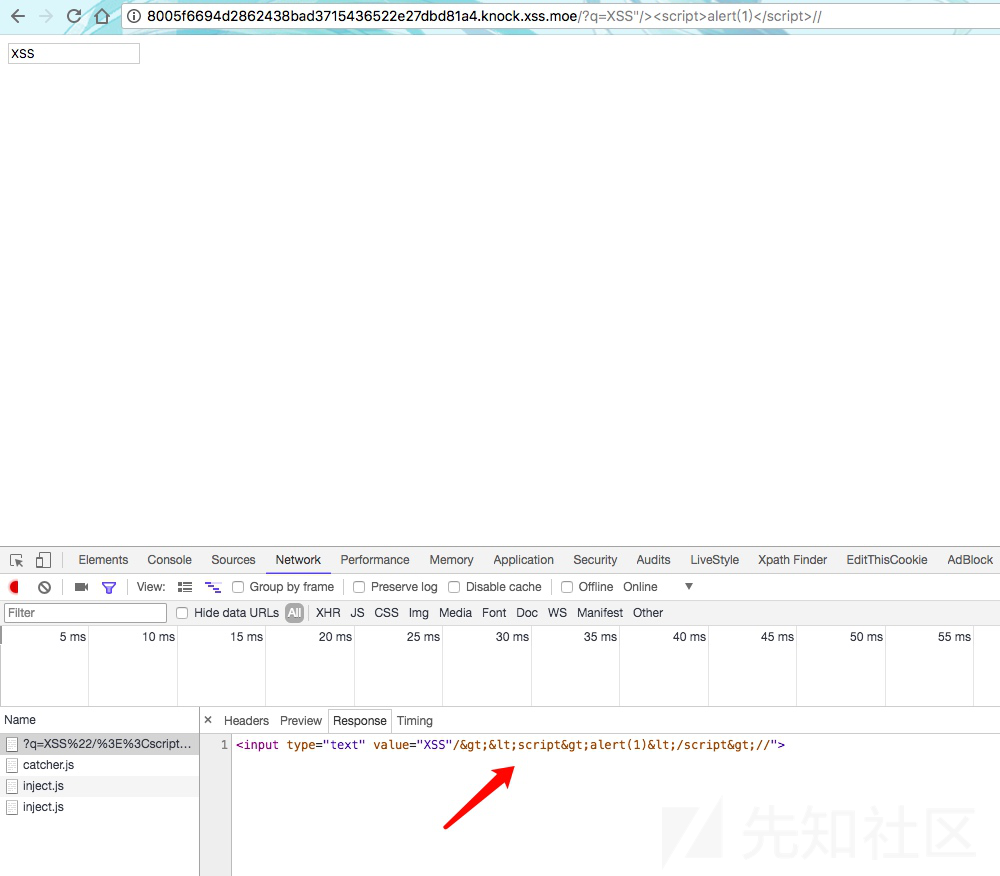 8005f6694d2862438bad3715436522e27dbd81a4.knock.xss.moe/?q=XSS"/><script>alert(1)</script>//
XSS
Elements Console Sources Network Performance Memory Application Security Audits LiveStyle Xpath Finder EditThisCookie AdBlock
View: Group by frame Preserve log Disable cache Offline Online ▼
Filter Hide data URLs All XHR JS CSS Img Media Font Doc WS Manifest Other
5 ms 10 ms 15 ms 20 ms 25 ms 30 ms 35 ms 40 ms 45 ms 50 ms 55 ms
Name × Headers Preview Response Timing
?q=XSS%22/%3E%3Cscript... 1 <input type="text" value="XSS"/&gt;&lt;script&gt;alert(1)&lt;/script&gt;//">
catcher.js
inject.js
inject.js
先知社区